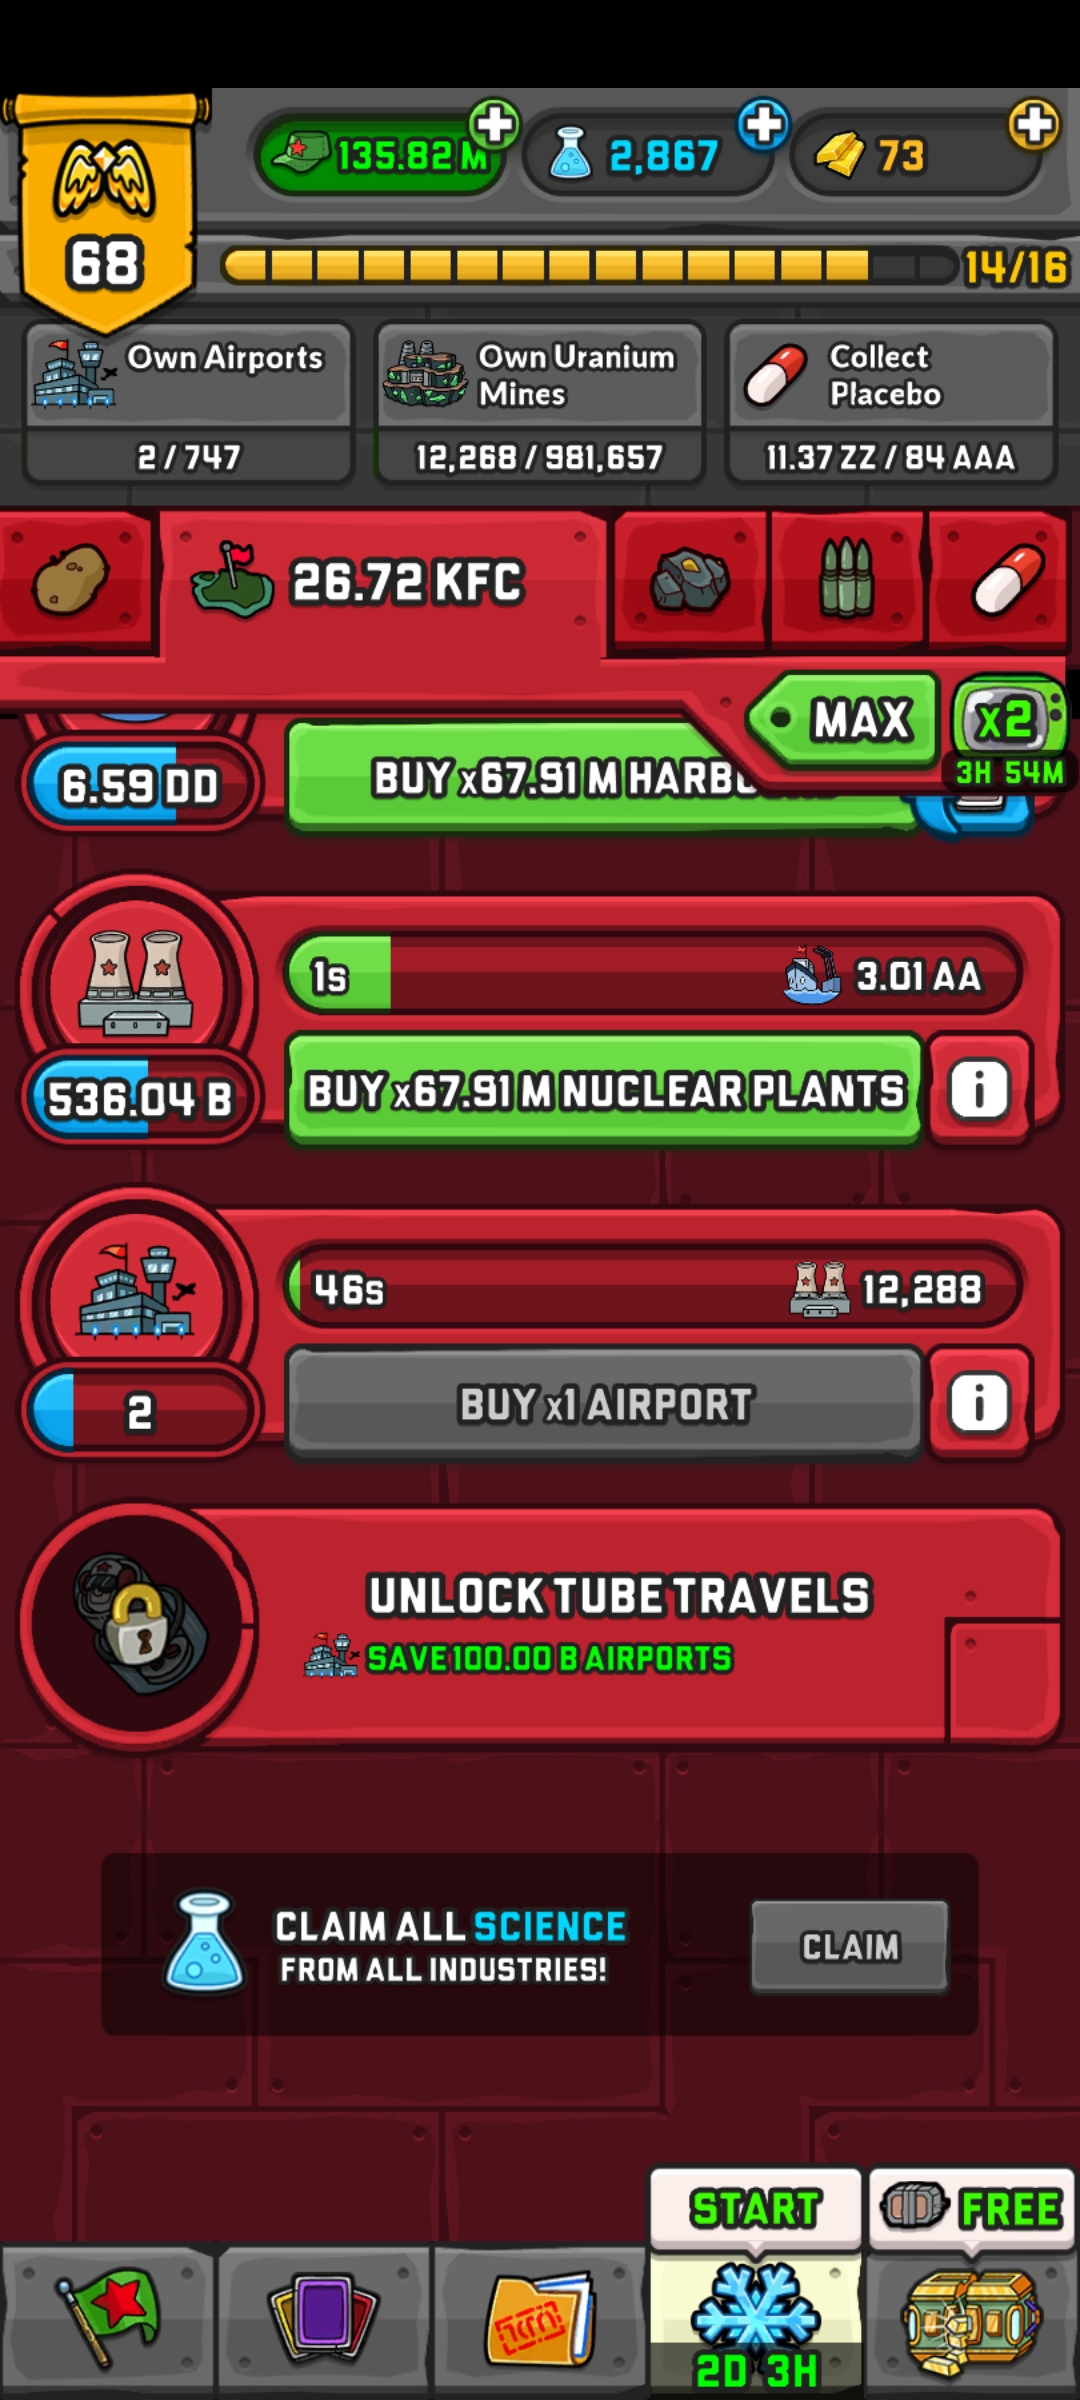 135.82 M
2,867
73
68
14/16
Own Airports
2 / 747
Own Uranium
Mines
12,268 / 981,657
Collect
Placebo
11.37 ZZ / 84 AAA
26.72 KFC
MAX
x2
3H 54M
6.59 DD
BUY x67.91 M
1s
3.01 AA
536.04 B
BUY x67.91 M NUCLEAR PLANTS
i
46s
12,288
2
BUY x1 AIRPORT
i
UNLOCK TUBE TRAVELS
SAVE 100.00 B AIRPORTS
CLAIM ALL SCIENCE
FROM ALL INDUSTRIES!
CLAIM
START
FREE
2D 3H